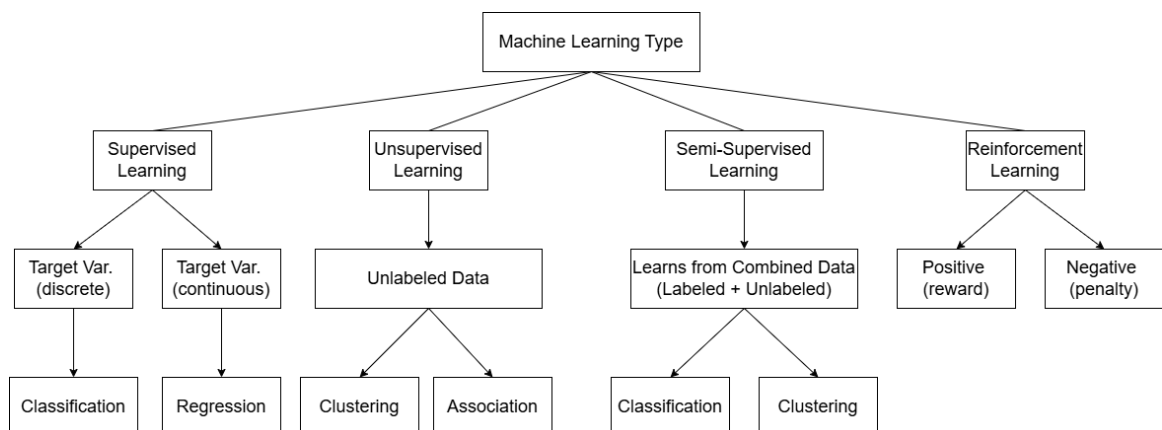 Machine Learning Type
Supervised
Learning
Unsupervised
Learning
Semi-Supervised
Learning
Reinforcement
Learning
Target Var.
(discrete)
Target Var.
(continuous)
Unlabeled Data
Learns from Combined Data
(Labeled + Unlabeled)
Positive
(reward)
Negative
(penalty)
Classification
Regression
Clustering
Association
Classification
Clustering